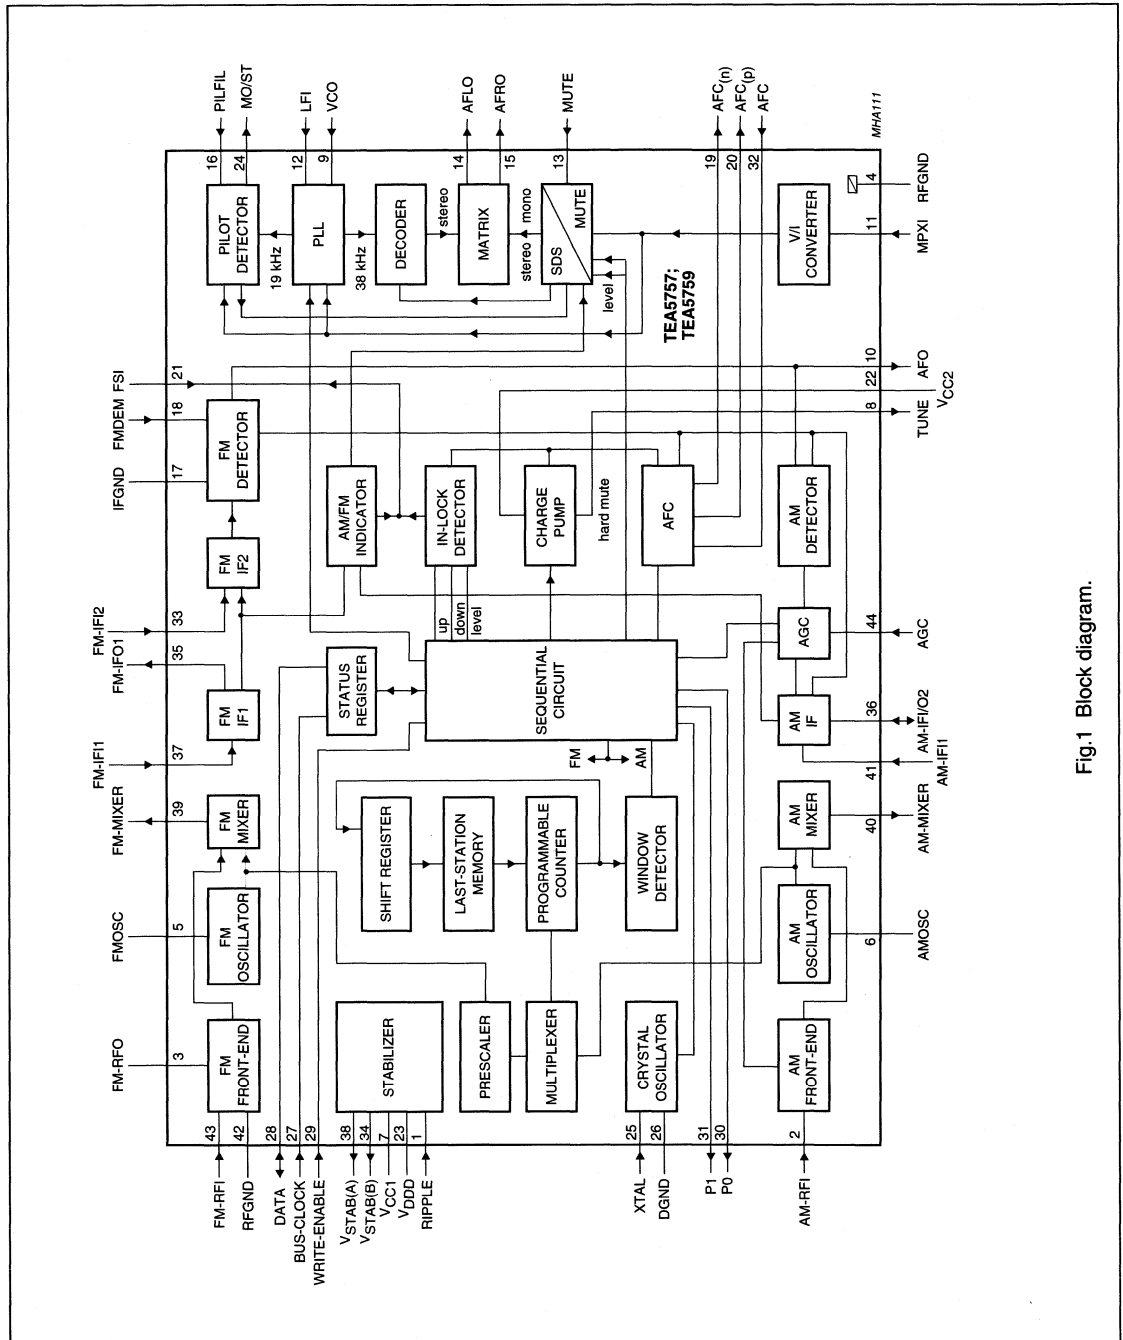 FM-RFO
FMOSC
FM-MIXER
FM-IFI1
FM-IFO1
FM-IFI2
IFGND
FMDEM
FSI
3
5
39
37
35
33
17
18
21
FM-RFI
43
RFGND
42
DATA
28
BUS-CLOCK
27
WRITE-ENABLE
29
VSTAB(A)
38
VSTAB(B)
34
VCC1
7
VDDD
23
RIPPLE
1
XTAL
25
DGND
26
P1
31
P0
30
AM-RFI
2
FM
FRONT-END
FM
OSCILLATOR
FM
MIXER
FM
IF1
FM
IF2
FM
DETECTOR
PILOT
DETECTOR
19 kHz
PLL
38 kHz
DECODER
stereo
MATRIX
stereo
mono
SDS
MUTE
level
TEA5757;
TEA5759
V/I
CONVERTER
STABILIZER
STATUS
REGISTER
AM/FM
INDICATOR
SHIFT REGISTER
LAST-STATION
MEMORY
PROGRAMMABLE
COUNTER
WINDOW
DETECTOR
PRESCALER
MULTIPLEXER
CRYSTAL
OSCILLATOR
FM
AM
SEQUENTIAL
CIRCUIT
up
down
level
IN-LOCK
DETECTOR
CHARGE
PUMP
hard mute
AFC
AM
FRONT-END
AM
OSCILLATOR
AM
MIXER
AM
IF
AGC
AM
DETECTOR
16
PILFIL
24
MO/ST
12
LFI
9
VCO
14
AFLO
15
AFRO
13
MUTE
19
AFC(n)
20
AFC(p)
32
AFC
MHA111
6
40
41
36
44
8
22
10
11
4
AMOSC
AM-MIXER
AM-IFI1
AM-IFI/O2
AGC
TUNE
VCC2
AFO
MPXI
RFGND
Fig.1 Block diagram.